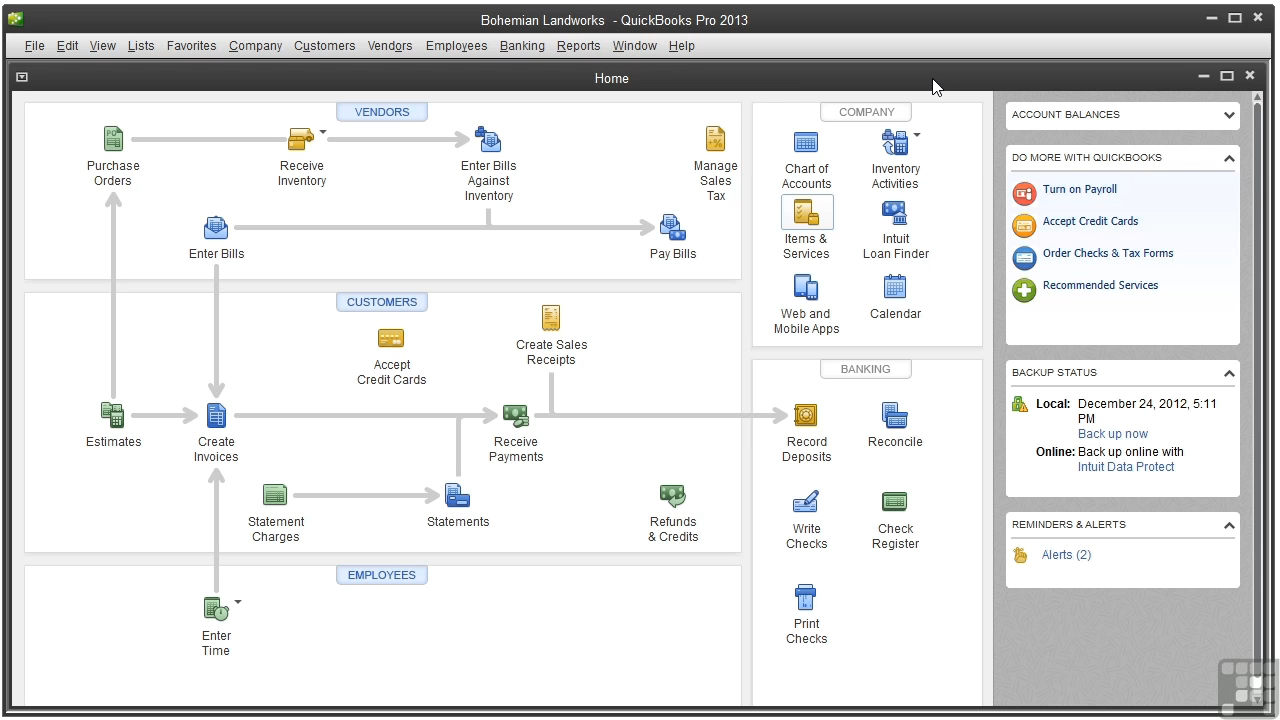 Bohemian Landworks - QuickBooks Pro 2013
File Edit View Lists Favorites Company Customers Vendors Employees Banking Reports Window Help
Home
VENDORS
Purchase
Orders
Receive
Inventory
Enter Bills
Against
Inventory
Manage
Sales
Tax
Enter Bills
Pay Bills
CUSTOMERS
Accept
Credit Cards
Create Sales
Receipts
Estimates
Create
Invoices
Receive
Payments
Statement
Charges
Statements
Refunds
& Credits
EMPLOYEES
Enter
Time
COMPANY
Chart of
Accounts
Inventory
Activities
Items &
Services
Intuit
Loan Finder
Web and
Mobile Apps
Calendar
BANKING
Record
Deposits
Reconcile
Write
Checks
Check
Register
Print
Checks
ACCOUNT BALANCES
DO MORE WITH QUICKBOOKS
Turn on Payroll
Accept Credit Cards
Order Checks & Tax Forms
Recommended Services
BACKUP STATUS
Local: December 24, 2012, 5:11
PM
Back up now
Online: Back up online with
Intuit Data Protect
REMINDERS & ALERTS
Alerts (2)